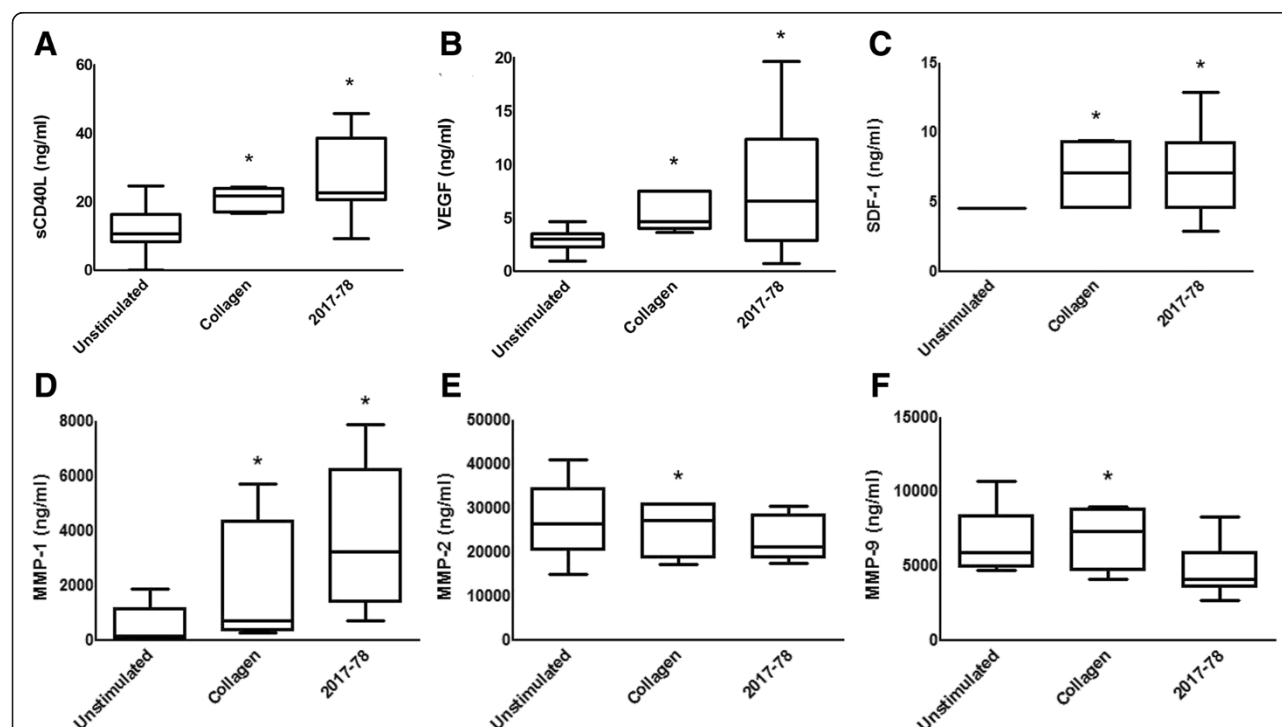 A
B
C
sCD40L (ng/ml)
60
40
20
0
*
*
Unstimulated
Collagen
2017-78
VEGF (ng/ml)
20
15
10
5
0
*
*
Unstimulated
Collagen
2017-78
SDF-1 (ng/ml)
15
10
5
0
*
*
Unstimulated
Collagen
2017-78
D
E
F
MMP-1 (ng/ml)
8000
6000
4000
2000
0
*
*
Unstimulated
Collagen
2017-78
MMP-2 (ng/ml)
50000
40000
30000
20000
10000
0
*
Unstimulated
Collagen
2017-78
MMP-9 (ng/ml)
15000
10000
5000
0
*
Unstimulated
Collagen
2017-78